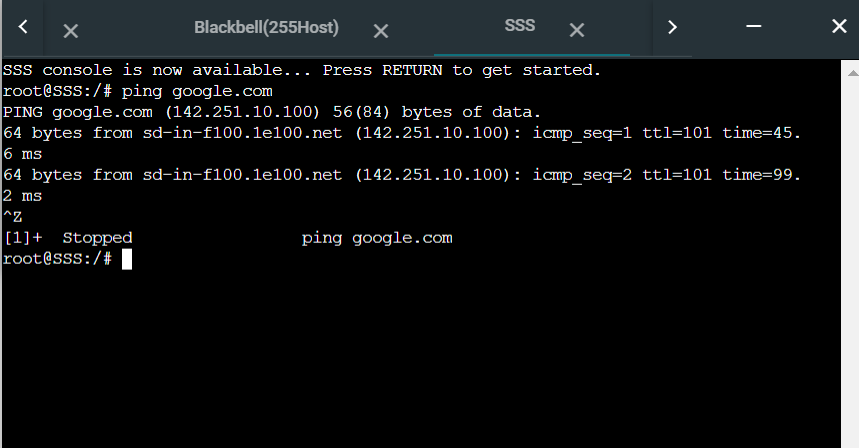 Blackbell(255Host)
SSS
SSS console is now available... Press RETURN to get started.
root@SSS:/# ping google.com
PING google.com (142.251.10.100) 56(84) bytes of data.
64 bytes from sd-in-f100.1e100.net (142.251.10.100): icmp_seq=1 ttl=101 time=45.
6 ms
64 bytes from sd-in-f100.1e100.net (142.251.10.100): icmp_seq=2 ttl=101 time=99.
2 ms
^Z
[1]+  Stopped                 ping google.com
root@SSS:/#